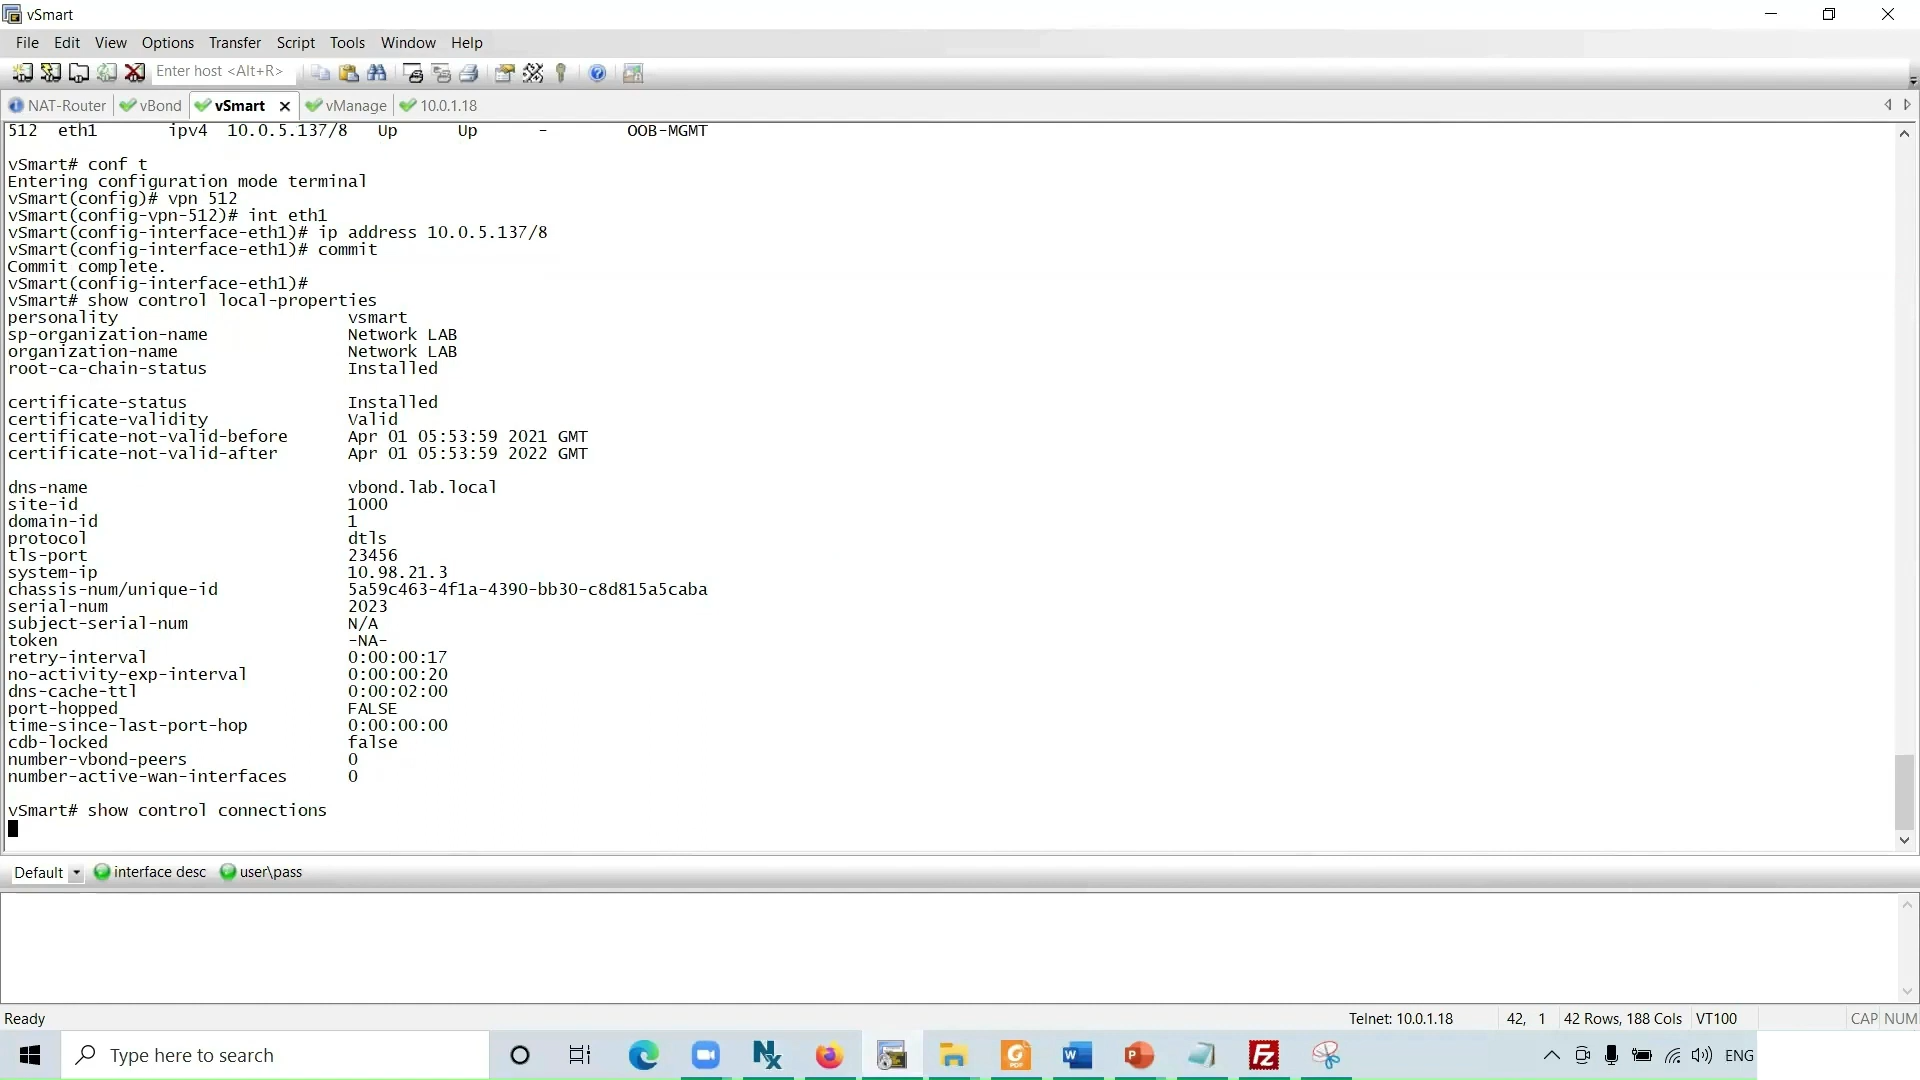 vSmart
File Edit View Options Transfer Script Tools Window Help
Enter host <Alt+R>
NAT-Router vBond vSmart vManage 10.0.1.18
512 eth1 ipv4 10.0.5.137/8 Up Up - OOB-MGMT
vSmart# conf t
Entering configuration mode terminal
vSmart(config)# vpn 512
vSmart(config-vpn-512)# int eth1
vSmart(config-interface-eth1)# ip address 10.0.5.137/8
vSmart(config-interface-eth1)# commit
Commit complete.
vSmart(config-interface-eth1)#
vSmart# show control local-properties
personality vsmart
sp-organization-name Network LAB
organization-name Network LAB
root-ca-chain-status Installed
certificate-status Installed
certificate-validity Valid
certificate-not-valid-before Apr 01 05:53:59 2021 GMT
certificate-not-valid-after Apr 01 05:53:59 2022 GMT
dns-name vbond.lab.local
site-id 1000
domain-id 1
protocol dtls
tls-port 23456
system-ip 10.98.21.3
chassis-num/unique-id 5a59c463-4f1a-4390-bb30-c8d815a5caba
serial-num 2023
subject-serial-num N/A
token -NA-
retry-interval 0:00:00:17
no-activity-exp-interval 0:00:00:20
dns-cache-ttl 0:00:02:00
port-hopped FALSE
time-since-last-port-hop 0:00:00:00
cdb-locked false
number-vbond-peers 0
number-active-wan-interfaces 0
vSmart# show control connections
Default interface desc user\pass
Ready Telnet: 10.0.1.18 42, 1 42 Rows, 188 Cols VT100 CAP NUM
Type here to search ENG